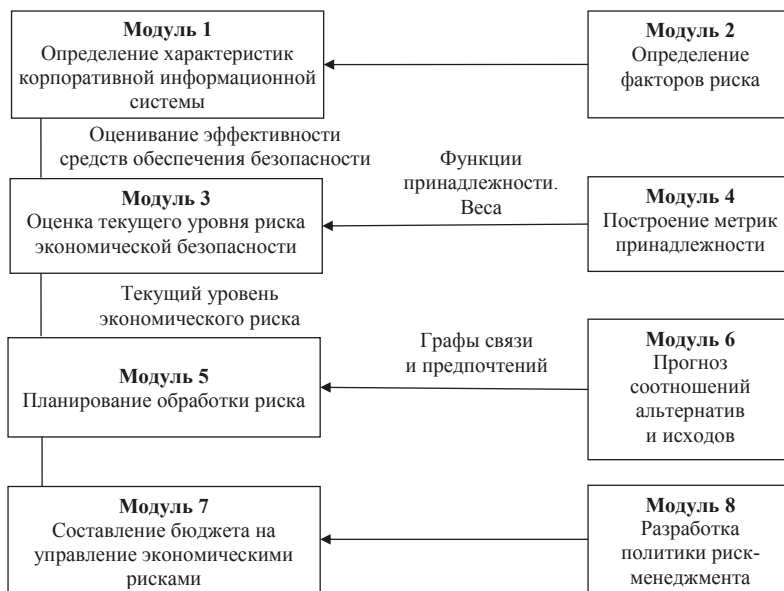 Модуль 1
Определение характеристик
корпоративной информационной
системы
Модуль 2
Определение
факторов риска
Оценивание эффективности
средств обеспечения безопасности
Функции
принадлежности.
Веса
Модуль 3
Оценка текущего уровня риска
экономической безопасности
Модуль 4
Построение метрик
принадлежности
Текущий уровень
экономического риска
Графы связи
и предпочтений
Модуль 5
Планирование обработки риска
Модуль 6
Прогноз
соотношений
альтернатив
и исходов
Модуль 7
Составление бюджета на
управление экономическими
рисками
Модуль 8
Разработка
политики риск-
менеджмента